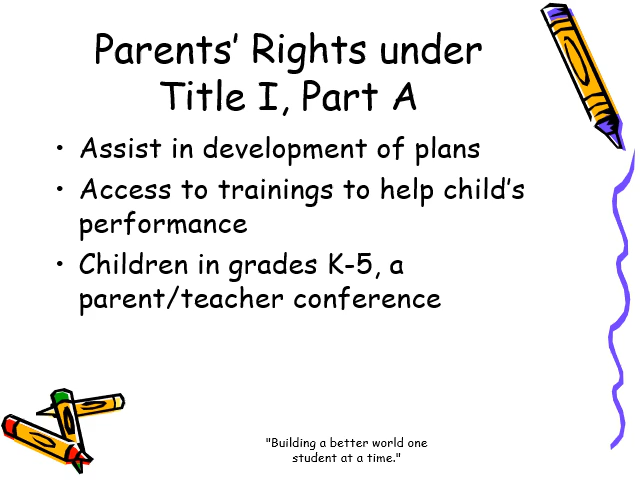 Parents’ Rights under
Title I, Part A
• Assist in development of plans
• Access to trainings to help child’s
performance
• Children in grades K-5, a
parent/teacher conference
"Building a better world one
student at a time."